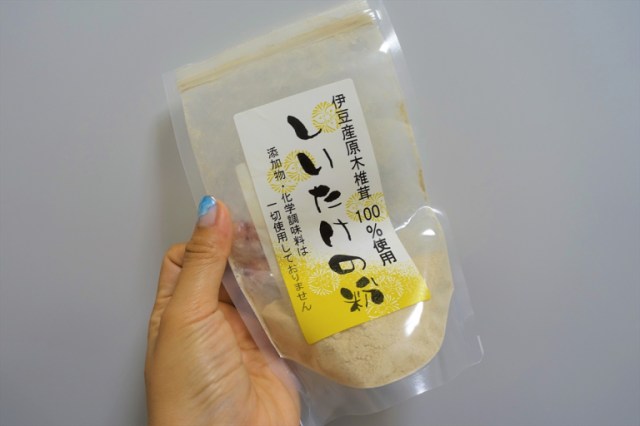 伊豆産原木椎茸100%使用
しいたけの粉
添加物・化学調味料は
一切使用しておりません